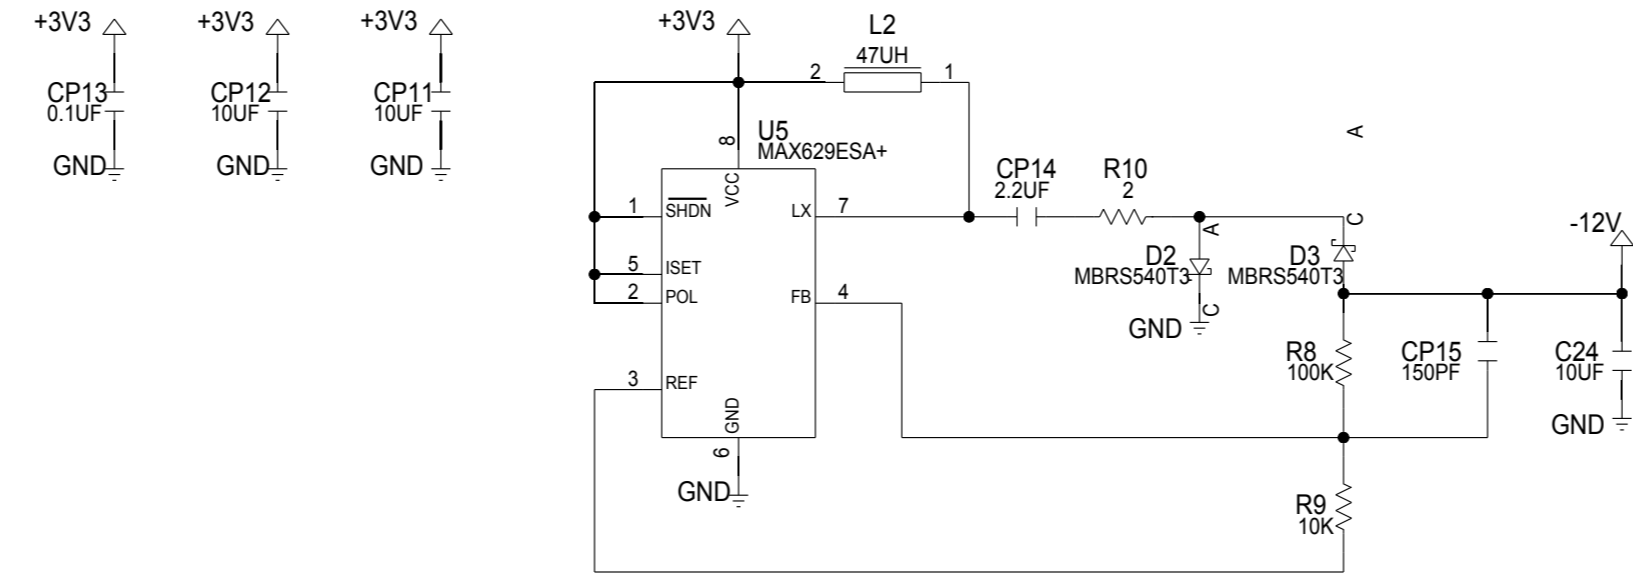 +3V3
CP13
0.1UF
GND
+3V3
CP12
10UF
GND
+3V3
CP11
10UF
GND
+3V3
L2
47UH
2
1
8
U5
MAX629ESA+
VCC
1
SHDN
LX
7
5
ISET
2
POL
FB
4
3
REF
GND
6
GND
CP14
2.2UF
R10
2
A
A
C
D2
MBRS540T3
C
GND
D3
MBRS540T3
-12V
R8
100K
CP15
150PF
C24
10UF
GND
R9
10K